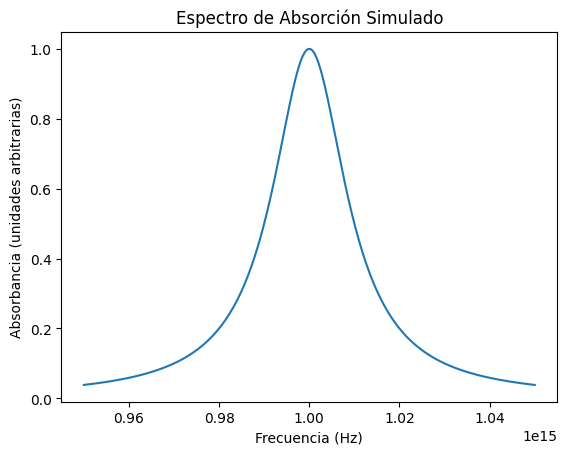 Espectro de Absorción Simulado
Absorbancia (unidades arbitrarias)
1.0
0.8
0.6
0.4
0.2
0.0
0.96
0.98
1.00
1.02
1.04
1e15
Frecuencia (Hz)